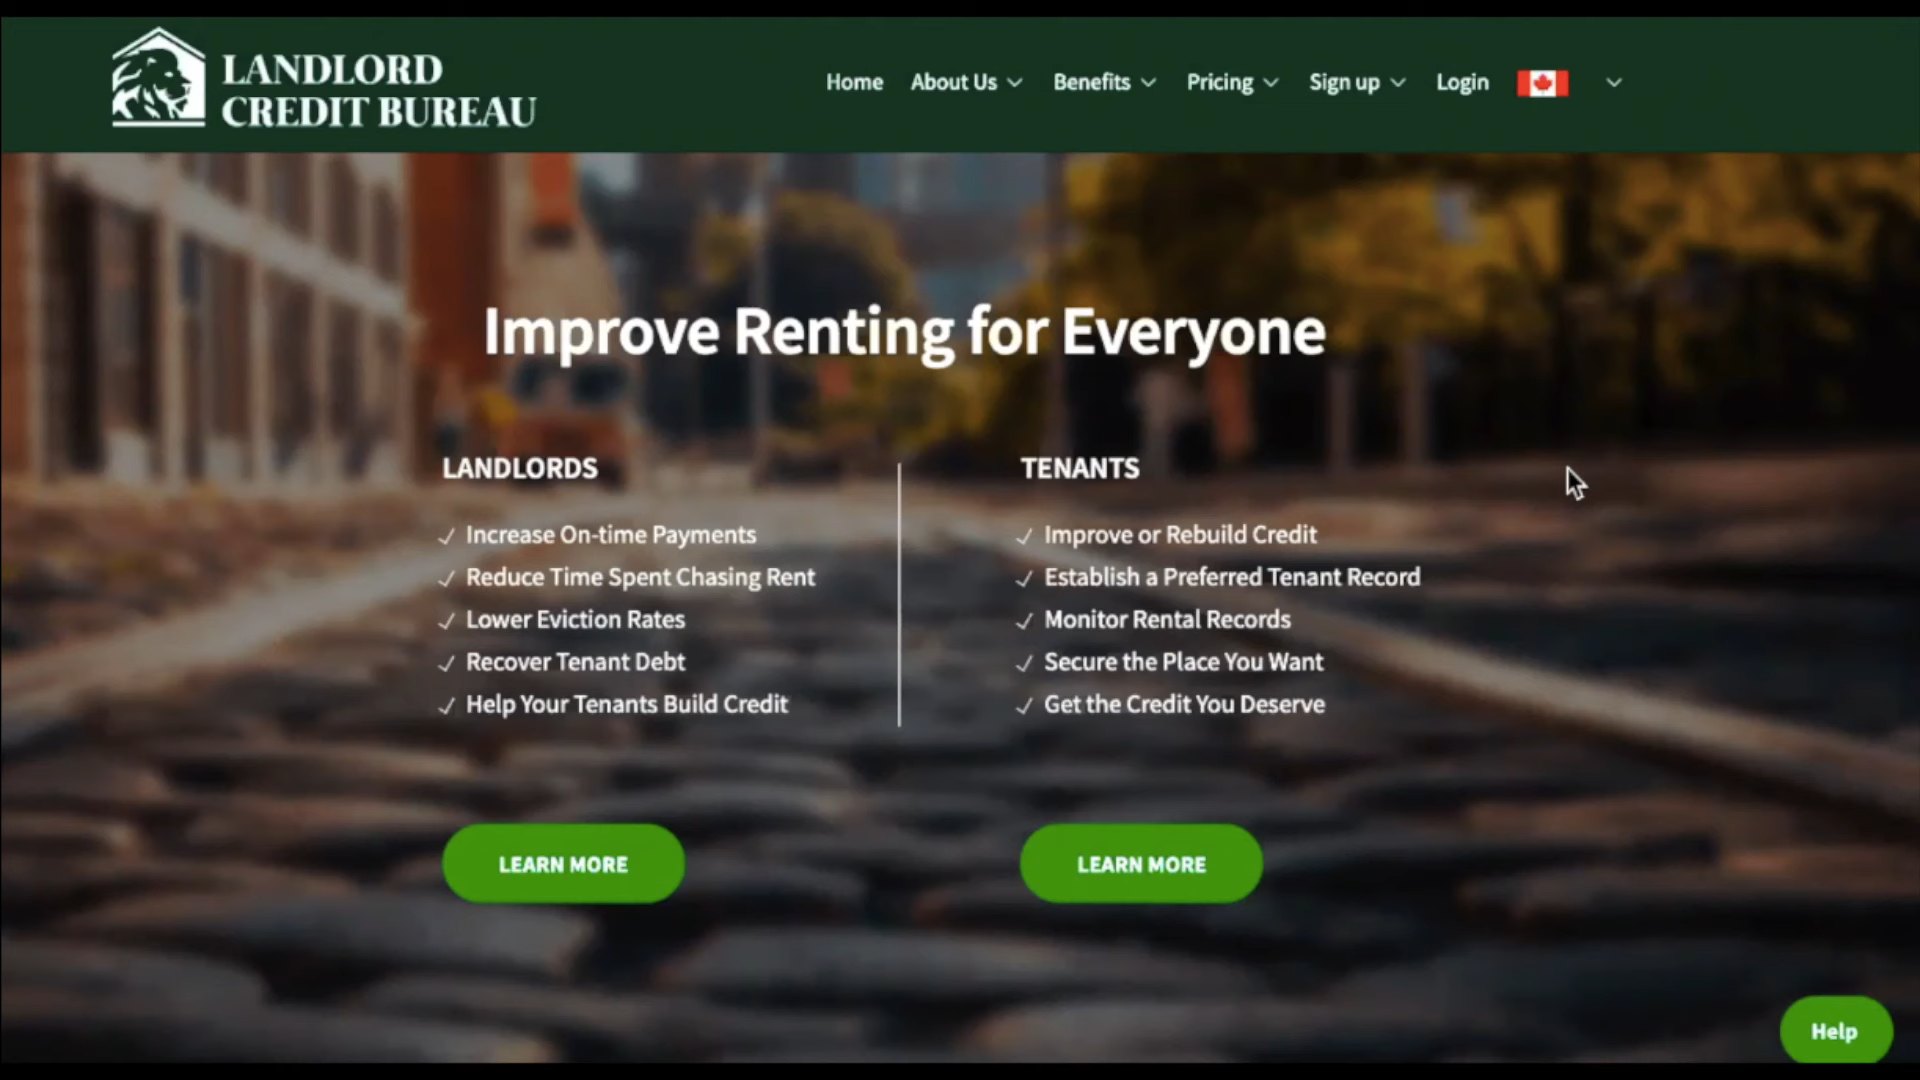 LANDLORD
CREDIT BUREAU
Home About Us Benefits Pricing Sign up Login
Improve Renting for Everyone
LANDLORDS
Increase On-time Payments
Reduce Time Spent Chasing Rent
Lower Eviction Rates
Recover Tenant Debt
Help Your Tenants Build Credit
LEARN MORE
TENANTS
Improve or Rebuild Credit
Establish a Preferred Tenant Record
Monitor Rental Records
Secure the Place You Want
Get the Credit You Deserve
LEARN MORE
Help